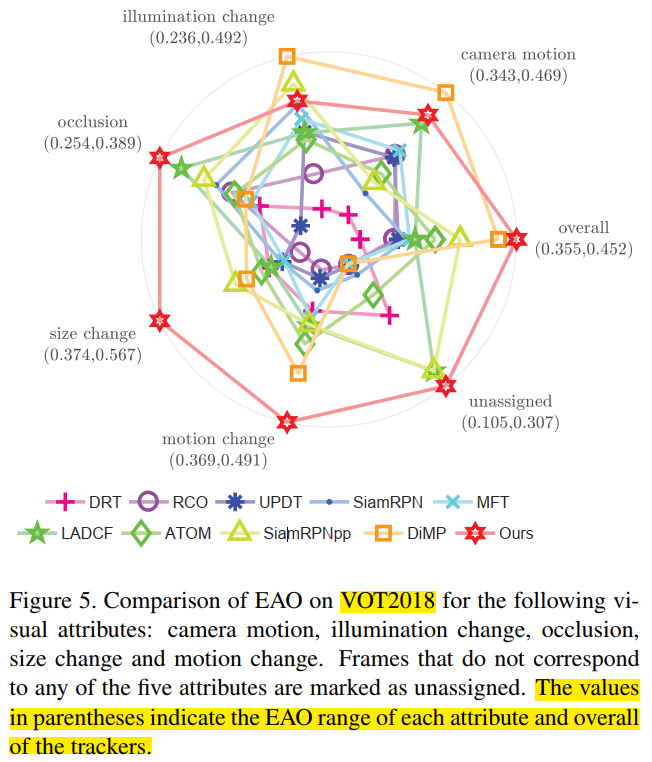 illumination change
(0.236,0.492)
camera motion
(0.343,0.469)
occlusion
(0.254,0.389)
overall
(0.355,0.452)
size change
(0.374,0.567)
unassigned
(0.105,0.307)
motion change
(0.369,0.491)
DRT RCO UPDT SiamRPN MFT
LADCF ATOM SiamRPNpp DiMP Ours
Figure 5. Comparison of EAO on VOT2018 for the following vi-
sual attributes: camera motion, illumination change, occlusion,
size change and motion change. Frames that do not correspond
to any of the five attributes are marked as unassigned. The values
in parentheses indicate the EAO range of each attribute and overall
of the trackers.